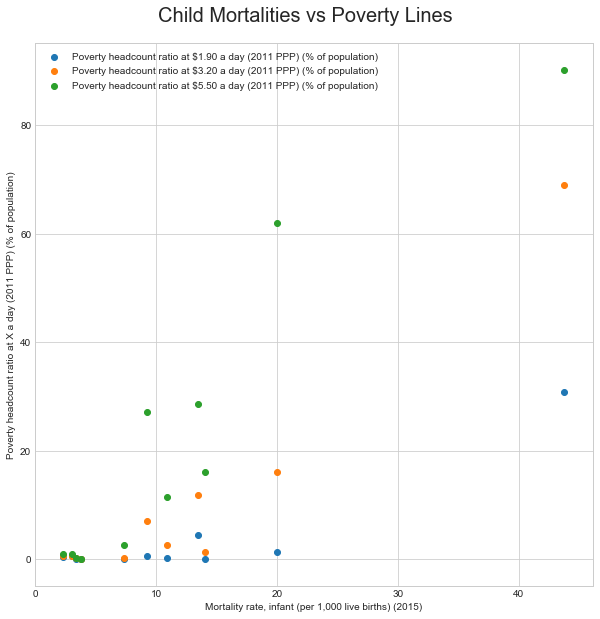 Child Mortalities vs Poverty Lines
Poverty headcount ratio at $1.90 a day (2011 PPP) (% of population)
Poverty headcount ratio at $3.20 a day (2011 PPP) (% of population)
Poverty headcount ratio at $5.50 a day (2011 PPP) (% of population)
Poverty headcount ratio at X a day (2011 PPP) (% of population)
80
60
40
20
0
0 10 20 30 40
Mortality rate, infant (per 1,000 live births) (2015)